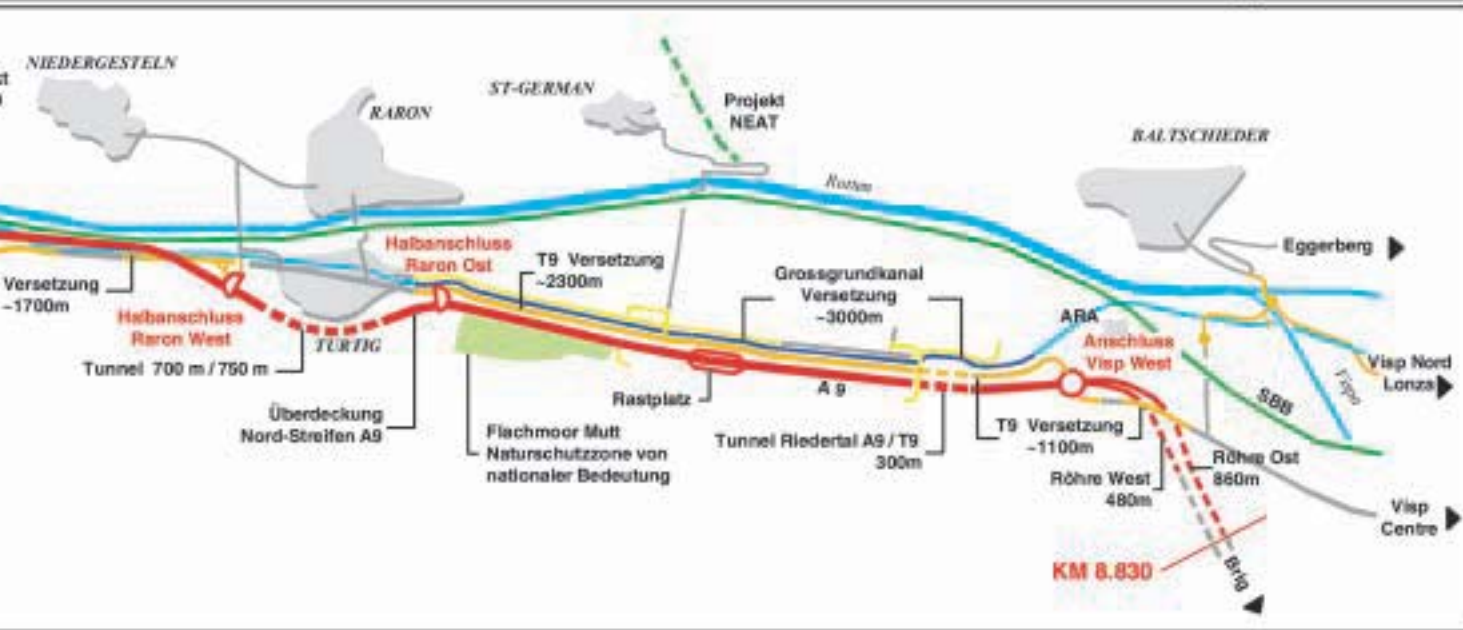 NIEDERGESTELN
RARON
ST-GERMAN
Projekt
NEAT
BALTSCHIEDER
Rotten
Eggerberg
Halbanschluss
Raron Ost
T9 Versetzung
~2300m
Grossgrundkanal
Versetzung
~3000m
Versetzung
~1700m
Halbanschluss
Raron West
TURTIG
Tunnel 700 m / 750 m
ARA
Anschluss
Visp West
Visp Nord
Lonza
Vispa
SBB
A 9
Rastplatz
Überdeckung
Nord-Streifen A9
Flachmoor Mutt
Naturschutzzone von
nationaler Bedeutung
Tunnel Riedertal A9 / T9
300m
T9 Versetzung
~1100m
Röhre West
480m
Röhre Ost
860m
Visp
Centre
KM 8.830
Brig